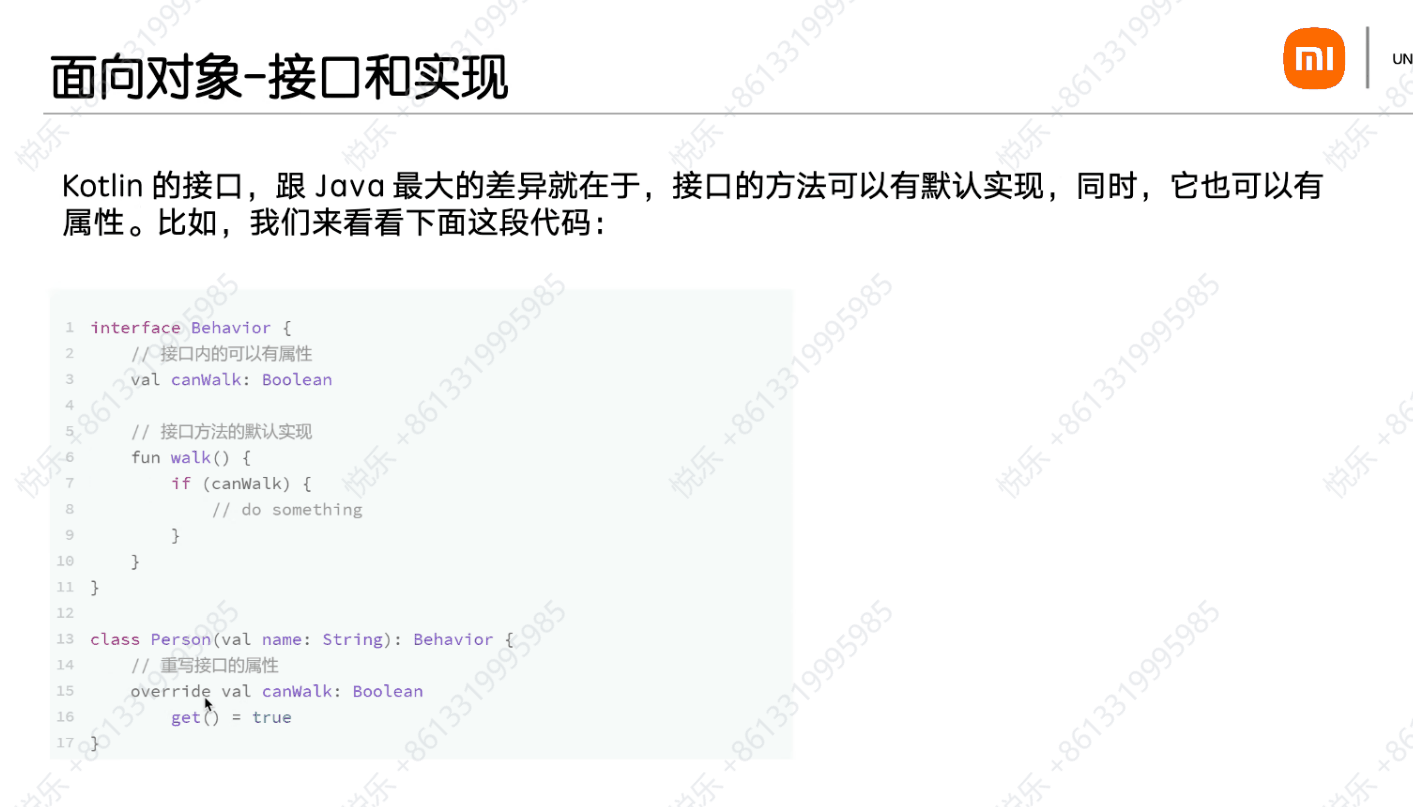 面向对象-接口和实现
UN
Kotlin 的接口，跟 Java 最大的差异就在于，接口的方法可以有默认实现，同时，它也可以有
属性。比如，我们来看看下面这段代码：
1 interface Behavior {
2 // 接口内的可以有属性
3 val canWalk: Boolean
4
5 // 接口方法的默认实现
6 fun walk() {
7 if (canWalk) {
8 // do something
9 }
10 }
11 }
12
13 class Person(val name: String): Behavior {
14 // 重写接口的属性
15 override val canWalk: Boolean
16 get() = true
17 }
悦乐 +8613319995985